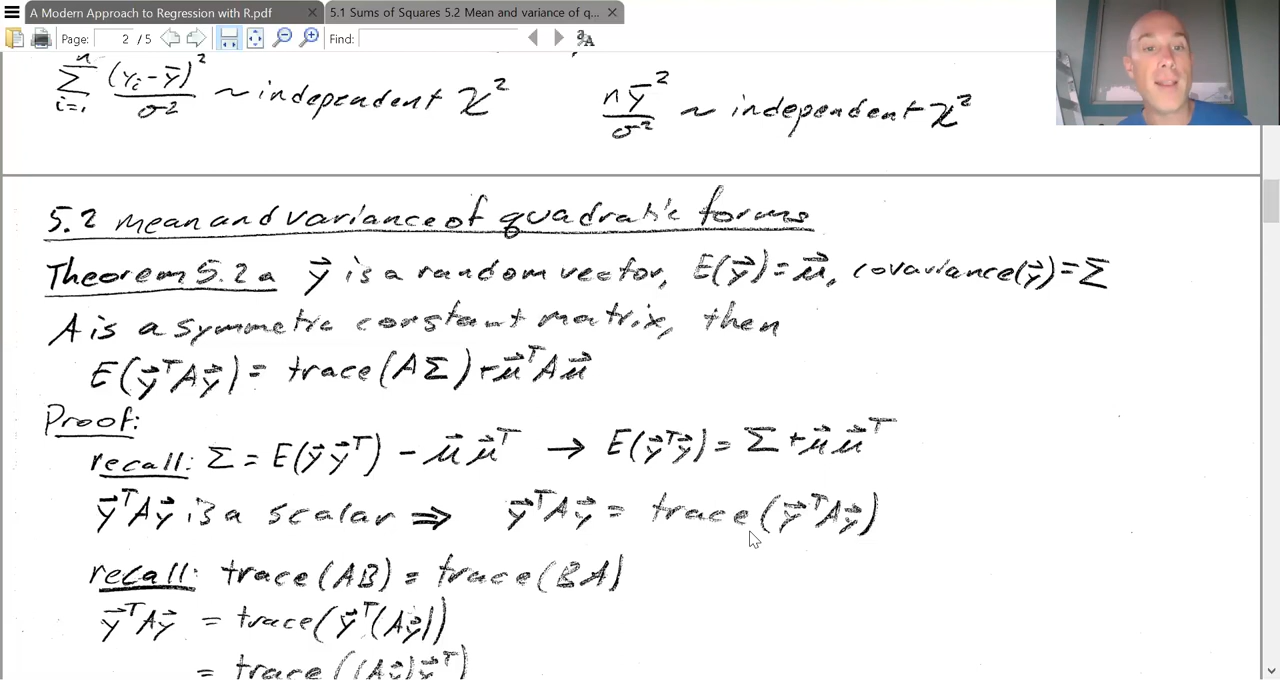 A Modern Approach to Regression with R.pdf
5.1 Sums of Squares 5.2 Mean and variance of q...
Page: 2 / 5 Find:
n
∑ (yᵢ-ȳ)²/σ² ~ independent χ² nȳ²/σ² ~ independent χ²
i=1
5.2 mean and variance of quadratic forms
Theorem 5.2a y⃗ is a random vector, E(y⃗)=μ⃗, covariance(y⃗)=Σ
A is a symmetric constant matrix, then
E(y⃗ᵀAy⃗) = trace(AΣ)+μ⃗ᵀAμ⃗
Proof:
recall: Σ = E(y⃗y⃗ᵀ) - μ⃗μ⃗ᵀ → E(y⃗ᵀy⃗) = Σ+μ⃗μ⃗ᵀ
y⃗ᵀAy⃗ is a scalar ⇒ y⃗ᵀAy⃗ = trace(y⃗ᵀAy⃗)
recall: trace(AB) = trace(BA)
y⃗ᵀAy⃗ = trace(y⃗ᵀ(Ay⃗))
= trace((Ay⃗)y⃗ᵀ)